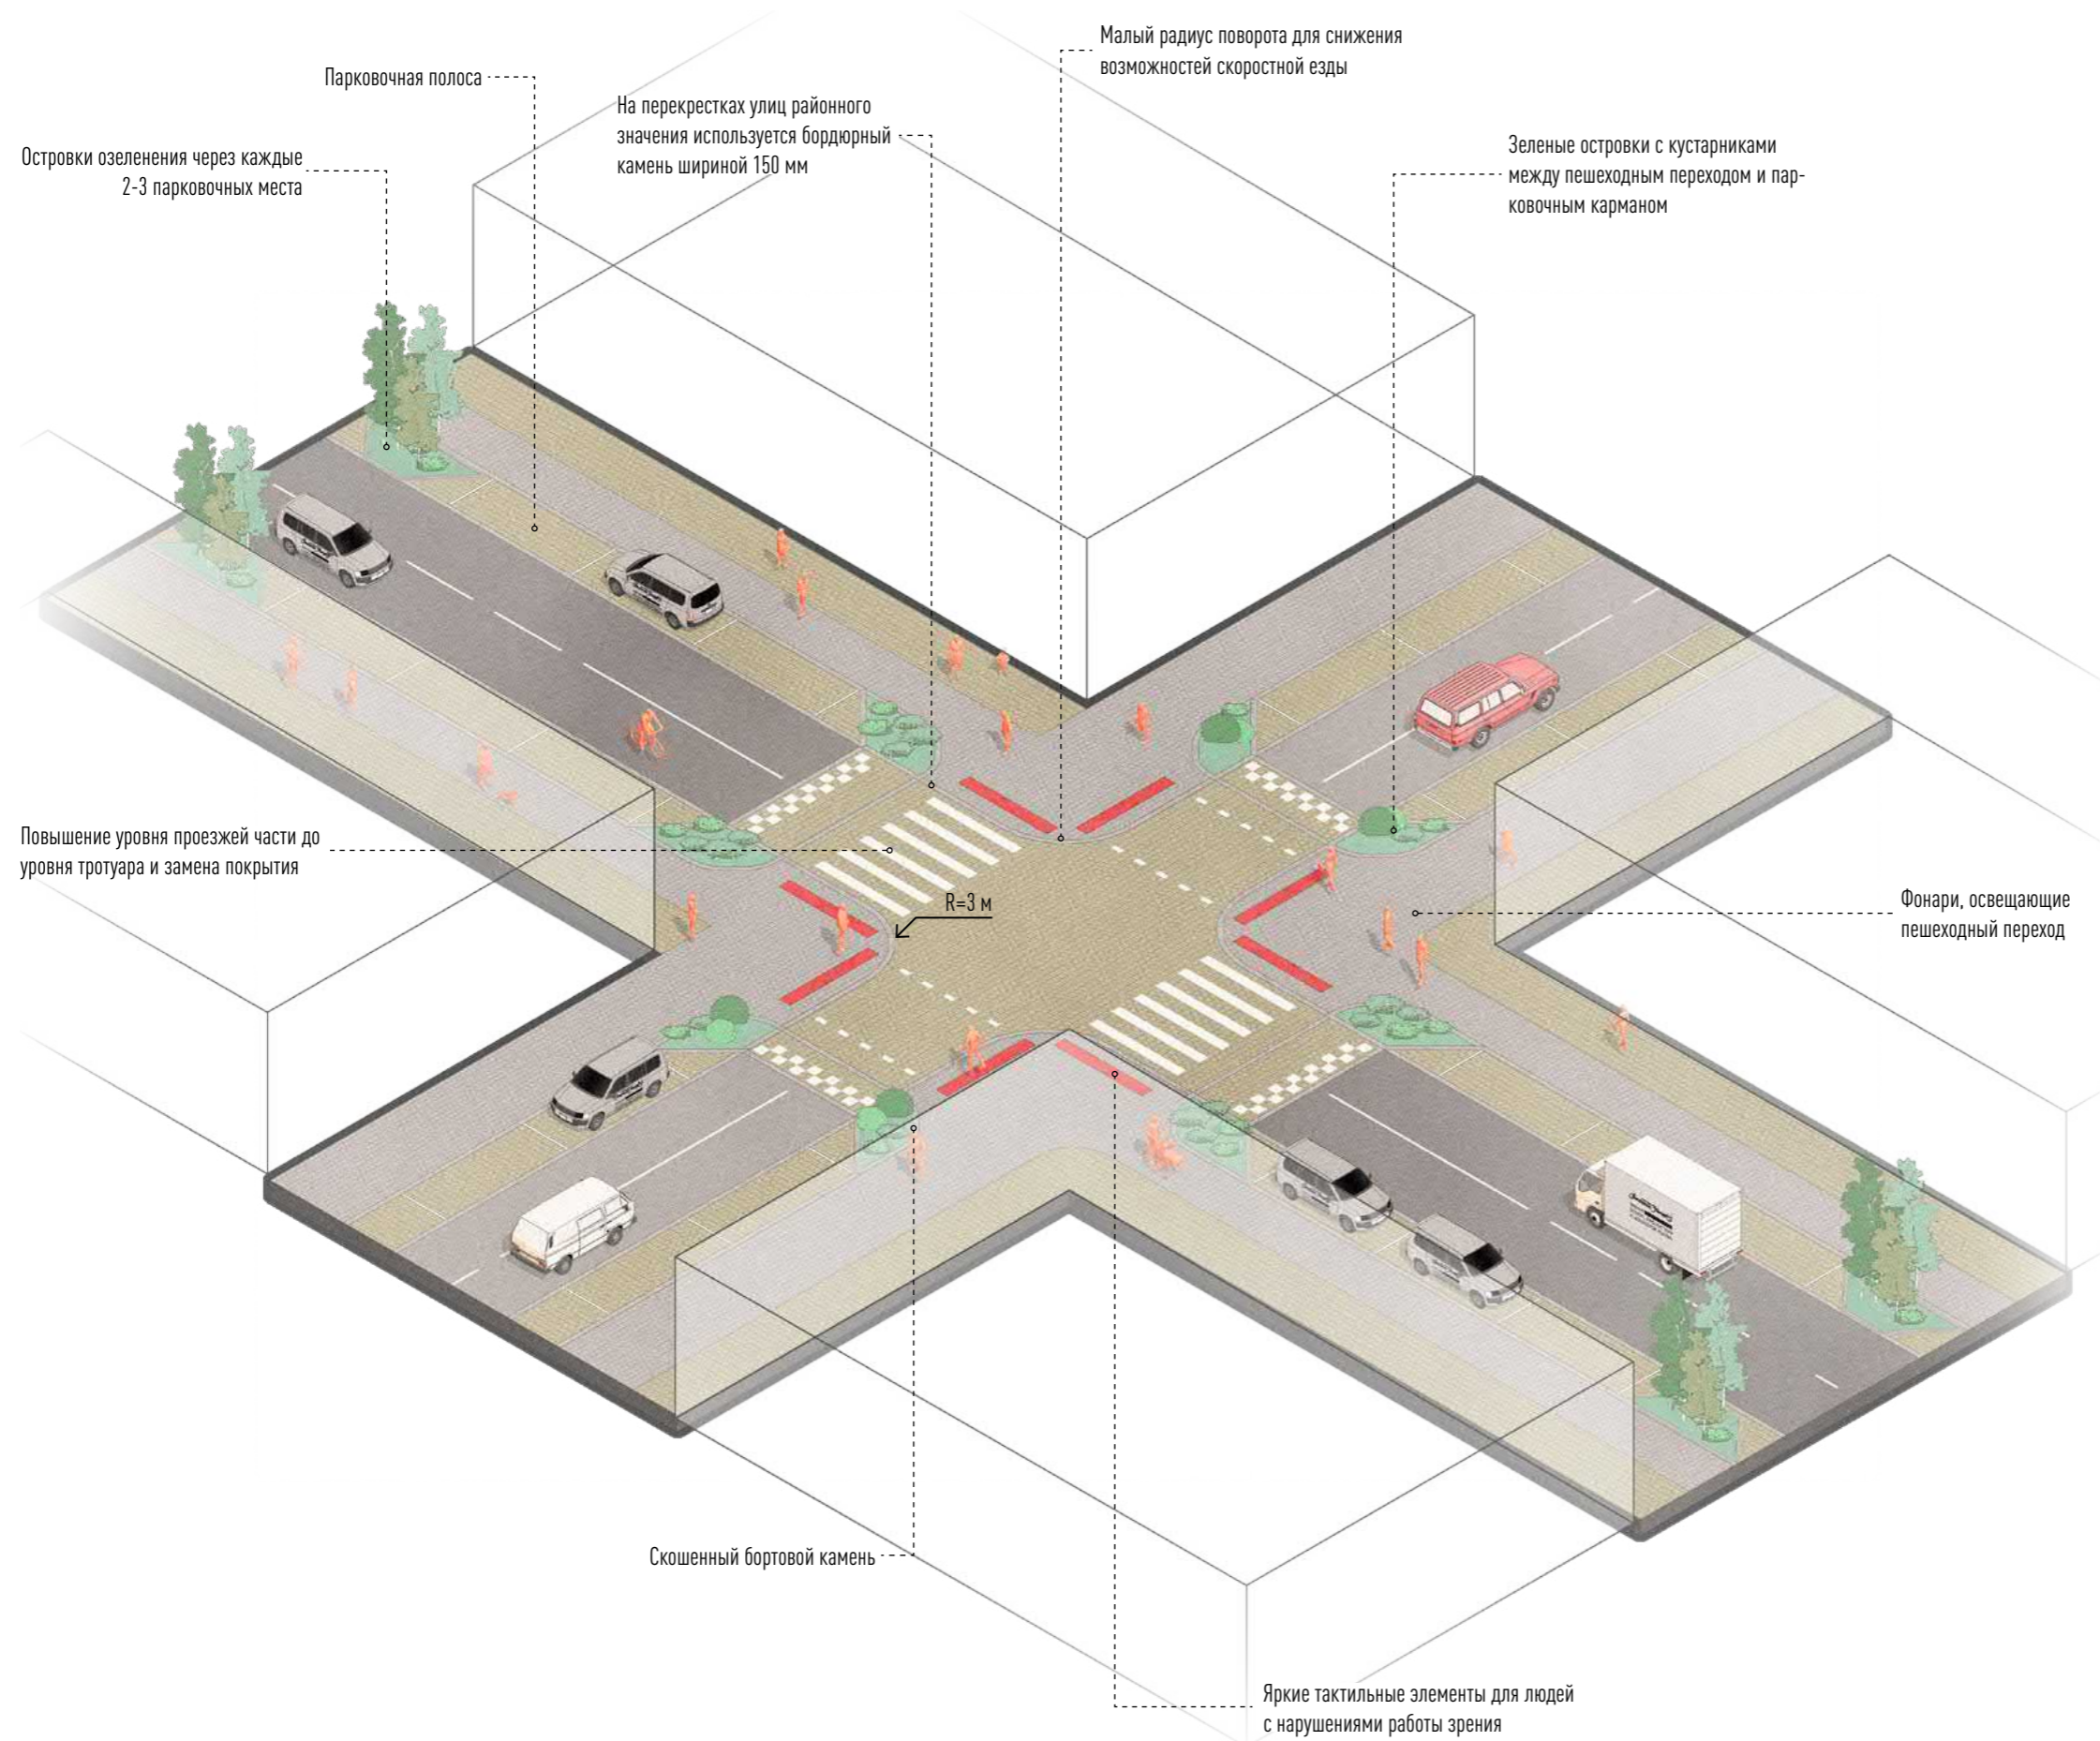 Малый радиус поворота для снижения
возможностей скоростной езды
Парковочная полоса
На перекрестках улиц районного
значения используется бордюрный
камень шириной 150 мм
Островки озеленения через каждые
2-3 парковочных места
Зеленые островки с кустарниками
между пешеходным переходом и пар-
ковочным карманом
Повышение уровня проезжей части до
уровня тротуара и замена покрытия
R=3 м
Фонари, освещающие
пешеходный переход
Скошенный бортовой камень
Яркие тактильные элементы для людей
с нарушениями работы зрения